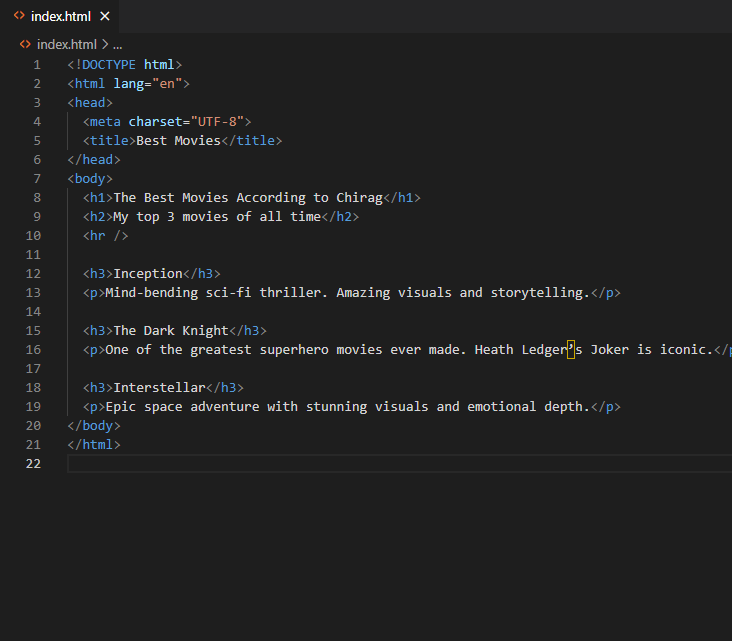 index.html
index.html > ...
1 <!DOCTYPE html>
2 <html lang="en">
3 <head>
4 <meta charset="UTF-8">
5 <title>Best Movies</title>
6 </head>
7 <body>
8 <h1>The Best Movies According to Chirag</h1>
9 <h2>My top 3 movies of all time</h2>
10 <hr />
11
12 <h3>Inception</h3>
13 <p>Mind-bending sci-fi thriller. Amazing visuals and storytelling.</p>
14
15 <h3>The Dark Knight</h3>
16 <p>One of the greatest superhero movies ever made. Heath Ledger’s Joker is iconic.</p
17
18 <h3>Interstellar</h3>
19 <p>Epic space adventure with stunning visuals and emotional depth.</p>
20 </body>
21 </html>
22